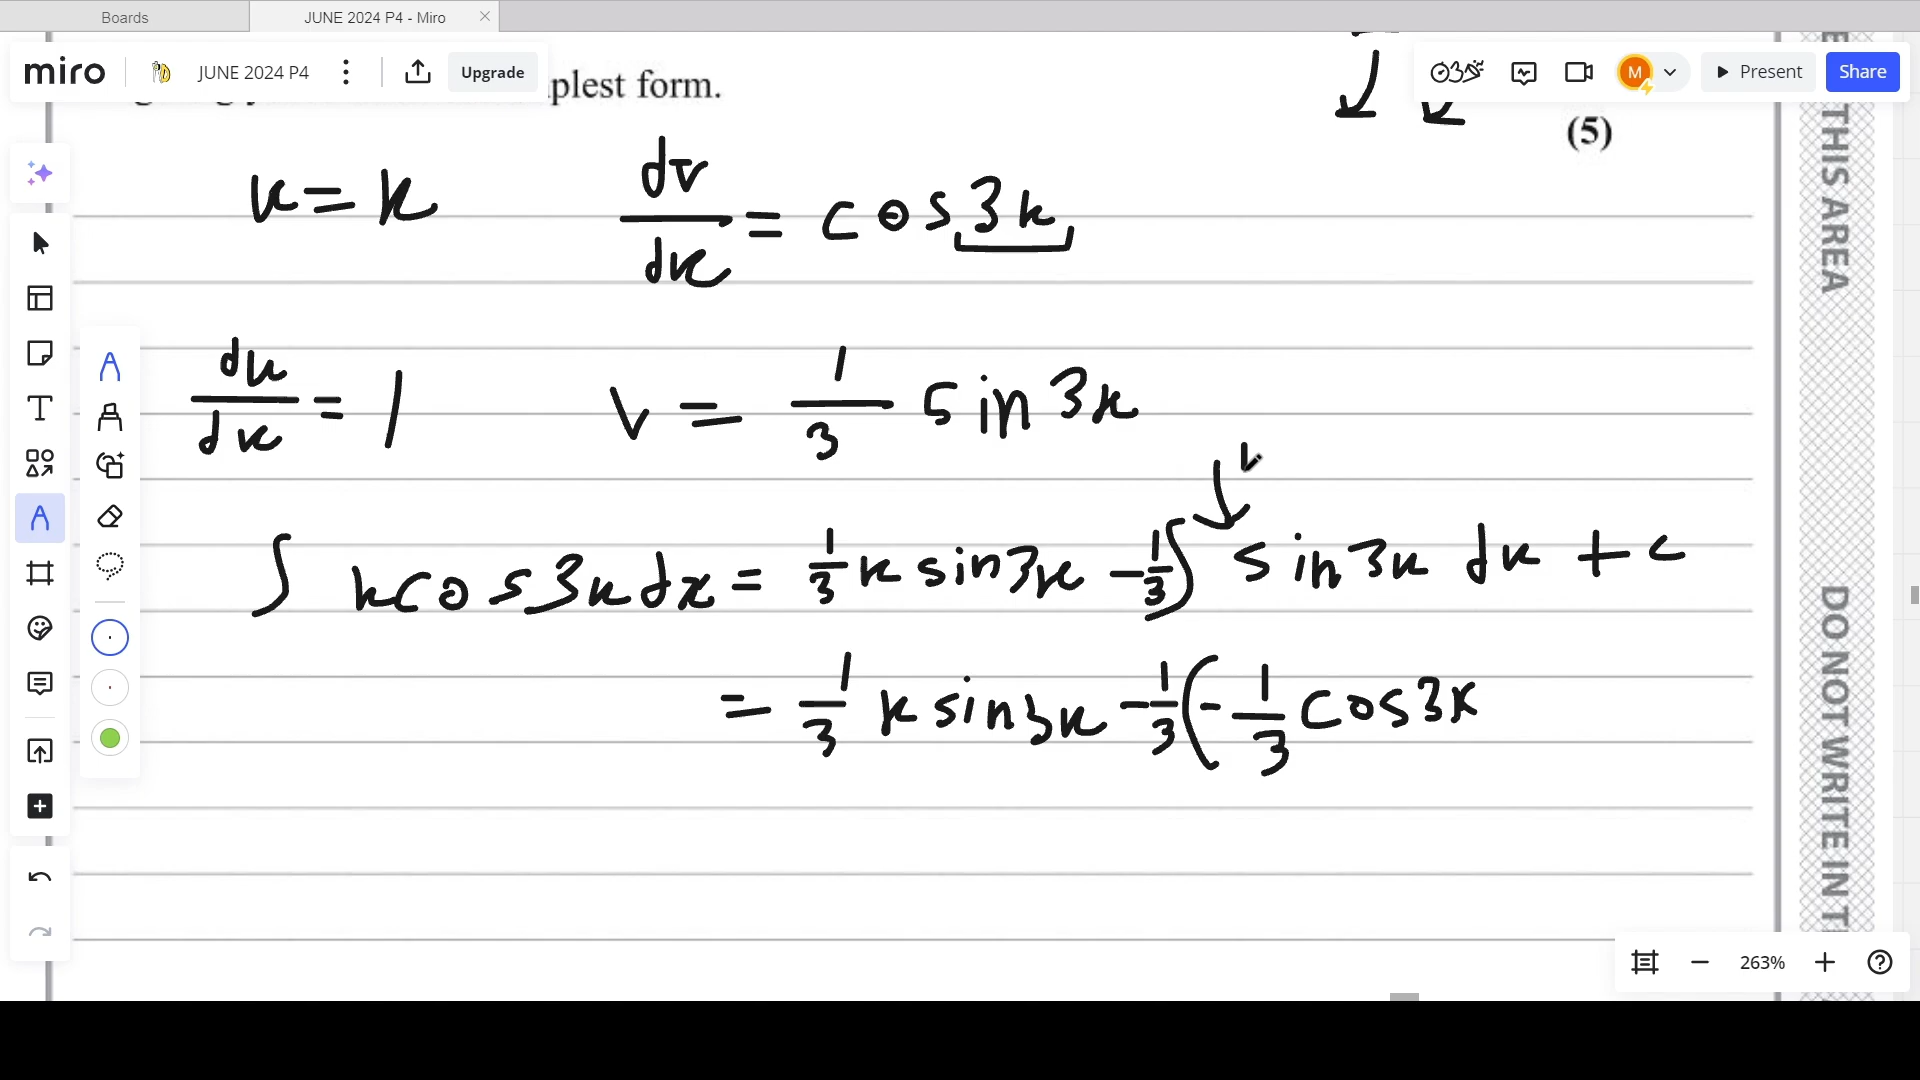 Boards
JUNE 2024 P4 - Miro
miro
JUNE 2024 P4
Upgrade
Present
Share
M
plest form.
(5)
u = x
dv/dx = cos 3x
du/dx = 1
v = 1/3 sin 3x
∫ x cos 3x dx = 1/3 x sin 3x - 1/3 ∫ sin 3x dx + c
= 1/3 x sin 3x - 1/3 ( - 1/3 cos 3x
THIS AREA
DO NOT WRITE IN T
263%